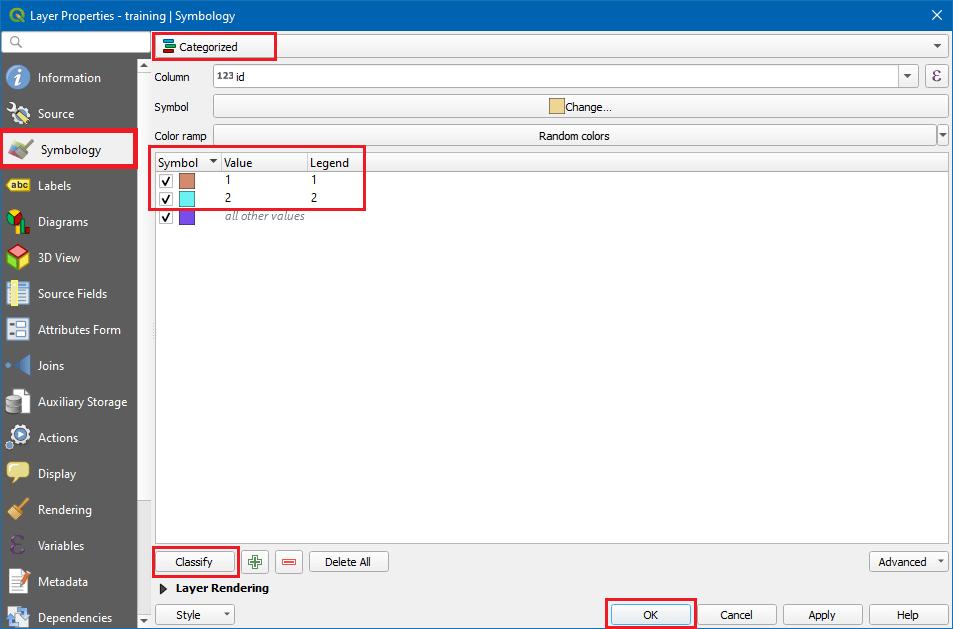 Layer Properties - training | Symbology
Categorized
Information
Source
Symbology
abc Labels
Diagrams
3D View
Source Fields
Attributes Form
Joins
Auxiliary Storage
Actions
Display
Rendering
Variables
Metadata
Dependencies
Column 123 id ε
Symbol Change...
Color ramp Random colors
Symbol Value Legend
1 1
2 2
all other values
Classify Delete All Advanced
Layer Rendering
Style OK Cancel Apply Help